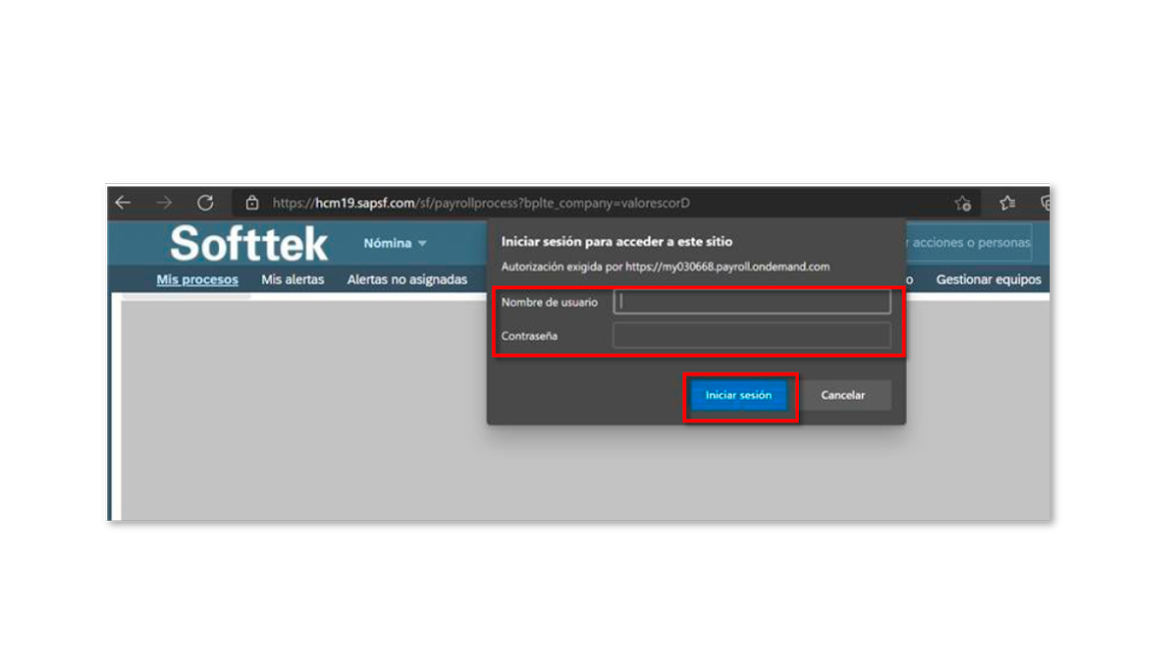 https://hcm19.sapsf.com/sf/payrollprocess?bplte_company=valorescorD
Softtek
Nómina
r acciones o personas
Mis procesos
Mis alertas
Alertas no asignadas
o
Gestionar equipos
Iniciar sesión para acceder a este sitio
Autorización exigida por https://my030668.payroll.ondemand.com
Nombre de usuario
Contraseña
Iniciar sesión
Cancelar